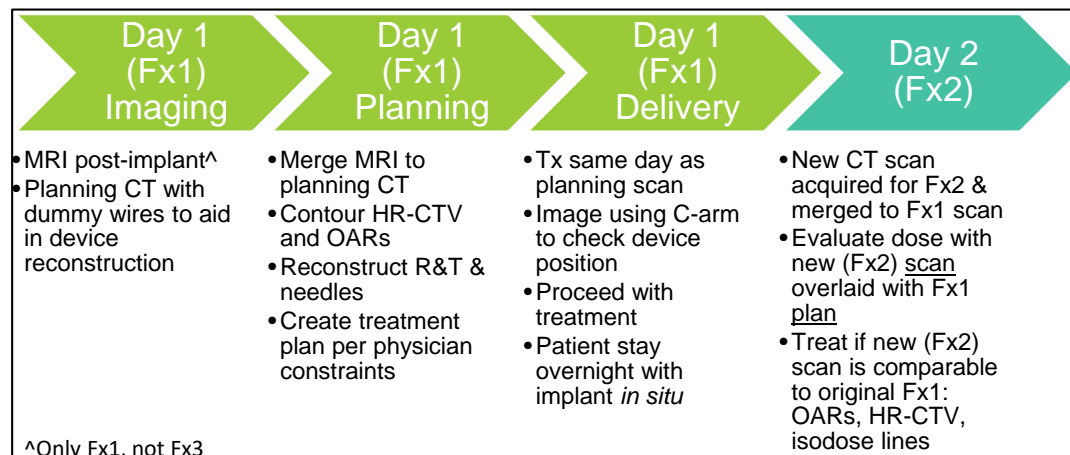 Day 1
(Fx1)
Imaging
Day 1
(Fx1)
Planning
Day 1
(Fx1)
Delivery
Day 2
(Fx2)
•MRI post-implant^
•Planning CT with
dummy wires to aid
in device
reconstruction
•Merge MRI to
planning CT
•Contour HR-CTV
and OARs
•Reconstruct R&T &
needles
•Create treatment
plan per physician
constraints
•Tx same day as
planning scan
•Image using C-arm
to check device
position
•Proceed with
treatment
•Patient stay
overnight with
implant in situ
•New CT scan
acquired for Fx2 &
merged to Fx1 scan
•Evaluate dose with
new (Fx2) scan
overlaid with Fx1
plan
•Treat if new (Fx2)
scan is comparable
to original Fx1:
OARs, HR-CTV,
isodose lines
^Only Fx1, not Fx3